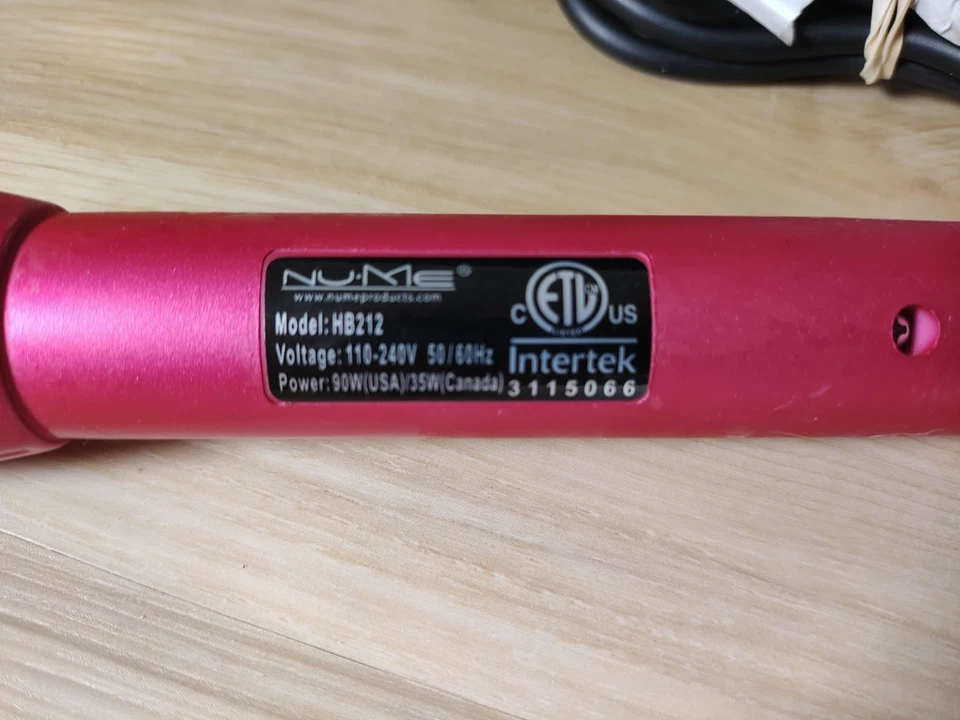 NU·ME®
www.numeproducts.com
Model: HB212
Voltage: 110-240V 50/60Hz
Power: 90W(USA)/35W(Canada)
C ETL CM US
Intertek
3115066